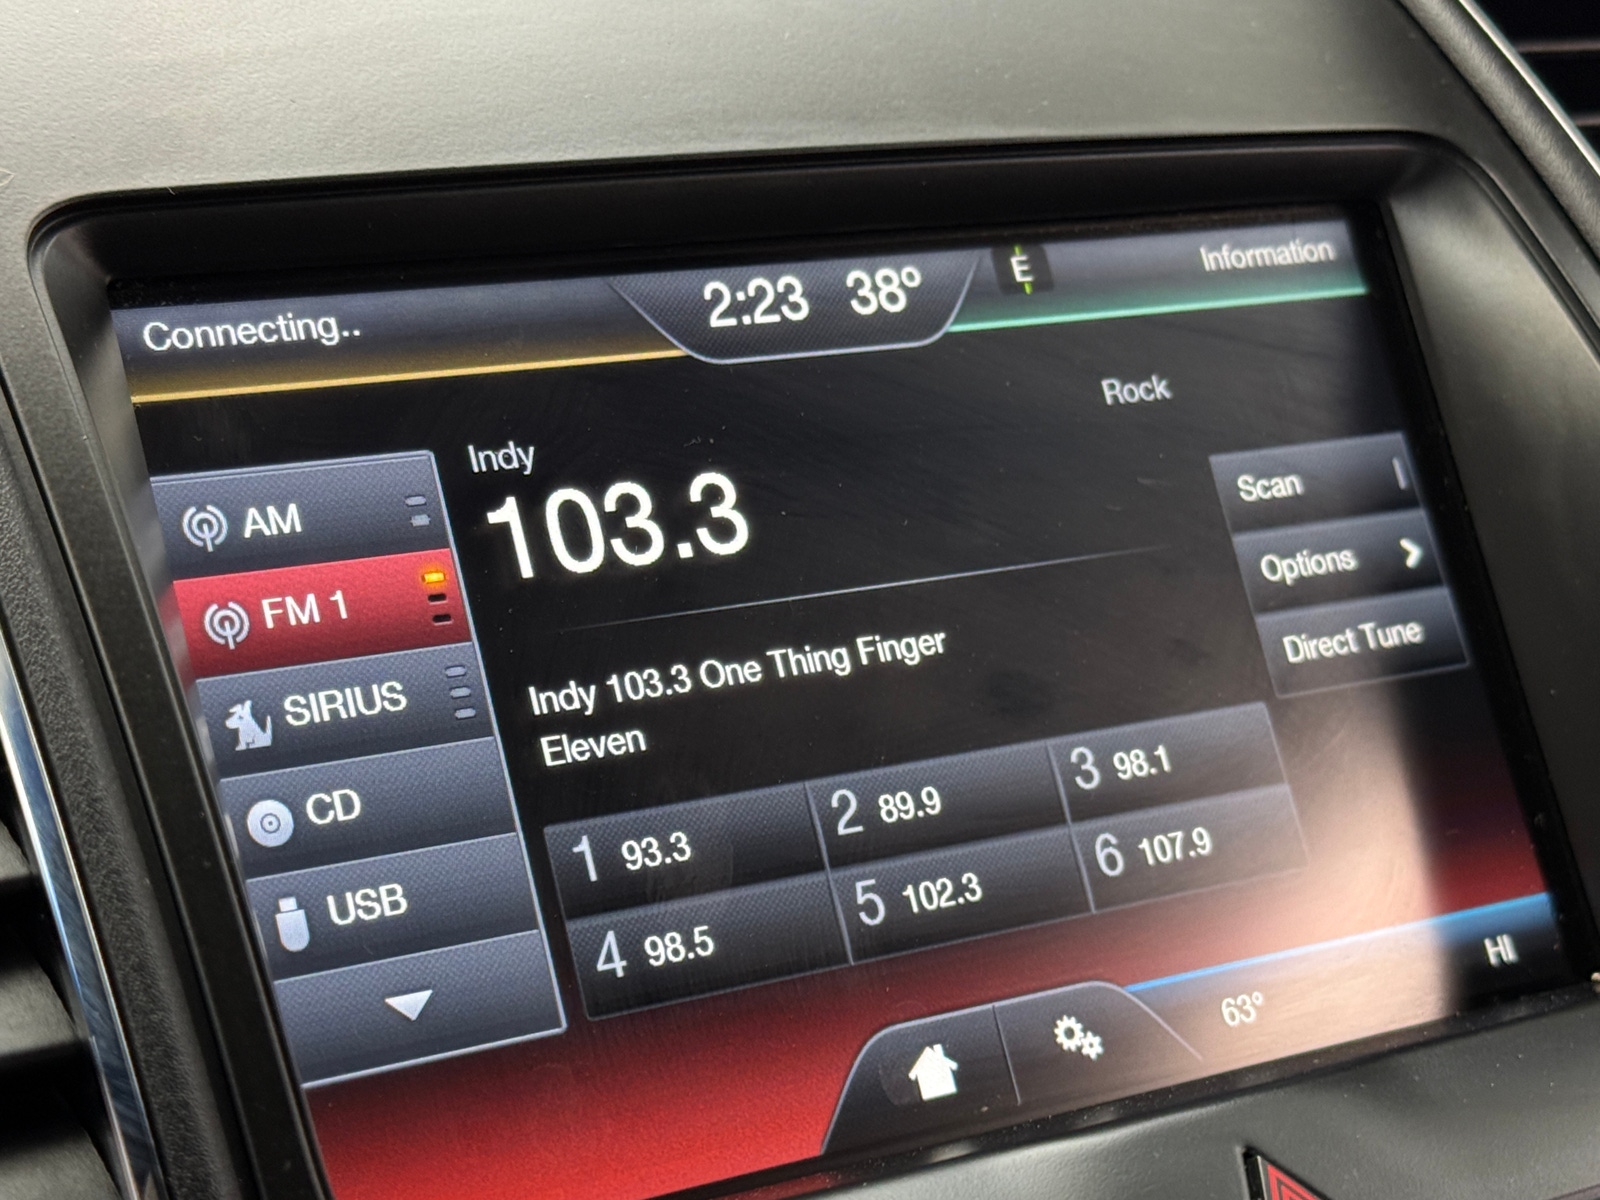 Connecting..
2:23 38°
E
Information
Rock
Indy
103.3
AM
FM 1
SIRIUS
CD
USB
Scan
Options
Direct Tune
Indy 103.3 One Thing Finger
Eleven
1 93.3
2 89.9
3 98.1
4 98.5
5 102.3
6 107.9
63°
HI